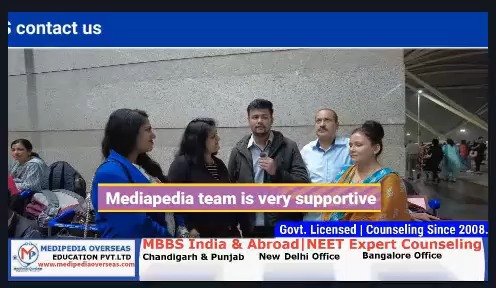 S contact us
Mediapedia team is very supportive
Govt. Licensed | Counseling Since 2008.
MEDIPEDIA OVERSEAS
EDUCATION PVT.LTD
www.medipediaoverseas.com
MBBS India & Abroad|NEET Expert Counseling
Chandigarh & Punjab New Delhi Office Bangalore Office